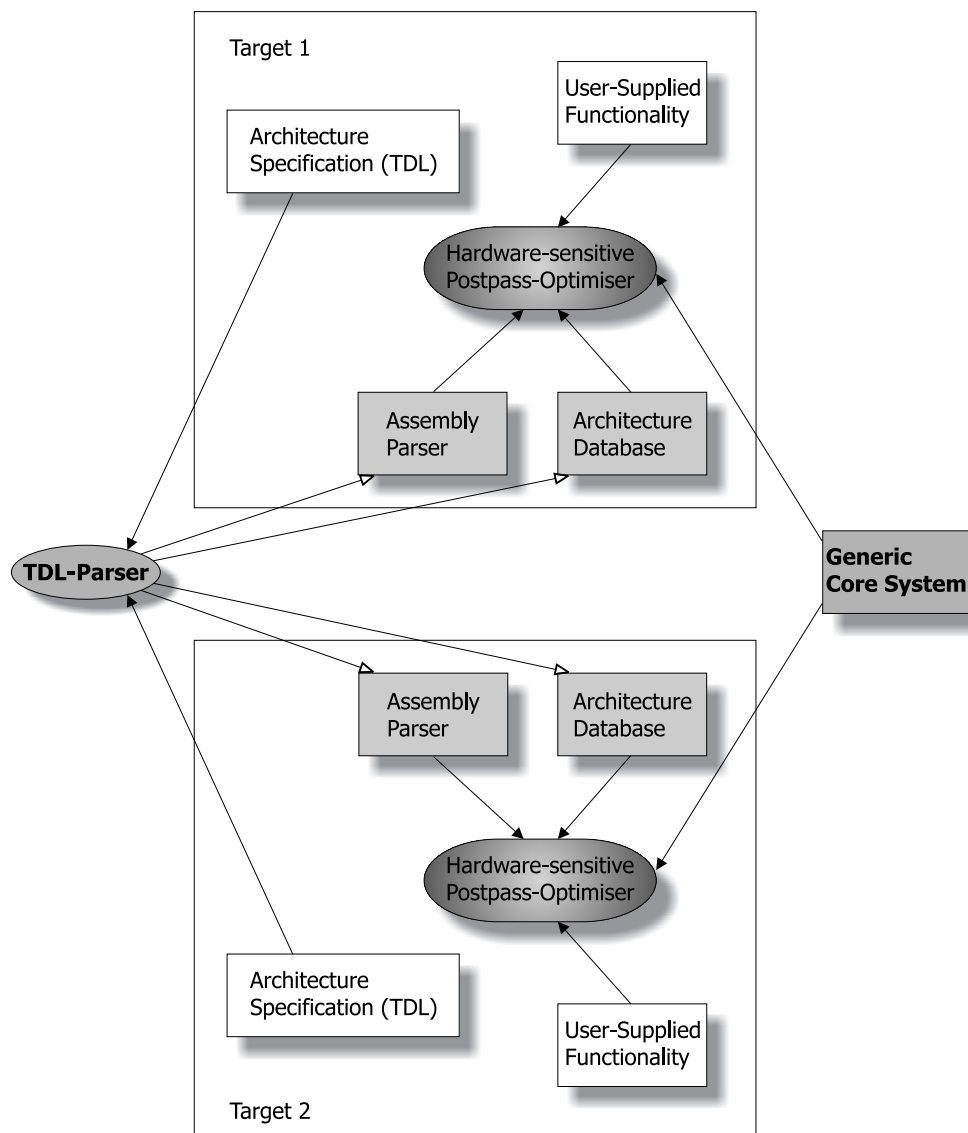 Target 1
User-Supplied
Functionality
Architecture
Specification (TDL)
Hardware-sensitive
Postpass-Optimiser
Assembly
Parser
Architecture
Database
TDL-Parser
Generic
Core System
Assembly
Parser
Architecture
Database
Hardware-sensitive
Postpass-Optimiser
Architecture
Specification (TDL)
User-Supplied
Functionality
Target 2